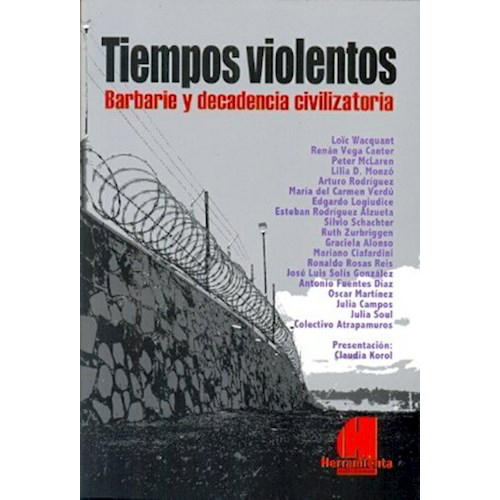 Tiempos violentos
Barbarie y decadencia civilizatoria
Loïc Wacquant
Renán Vega Cantor
Peter McLaren
Lilia D. Monzó
Arturo Rodríguez
María del Carmen Verdú
Edgardo Logiudice
Esteban Rodríguez Alzueta
Silvio Schachter
Ruth Zurbriggen
Graciela Alonso
Mariano Ciafardini
Ronaldo Rosas Reis
José Luis Solís González
Antonio Fuentes Díaz
Oscar Martínez
Julia Campos
Julia Soul
Colectivo Atrapamuros
Presentación:
Claudia Korol
Herramienta